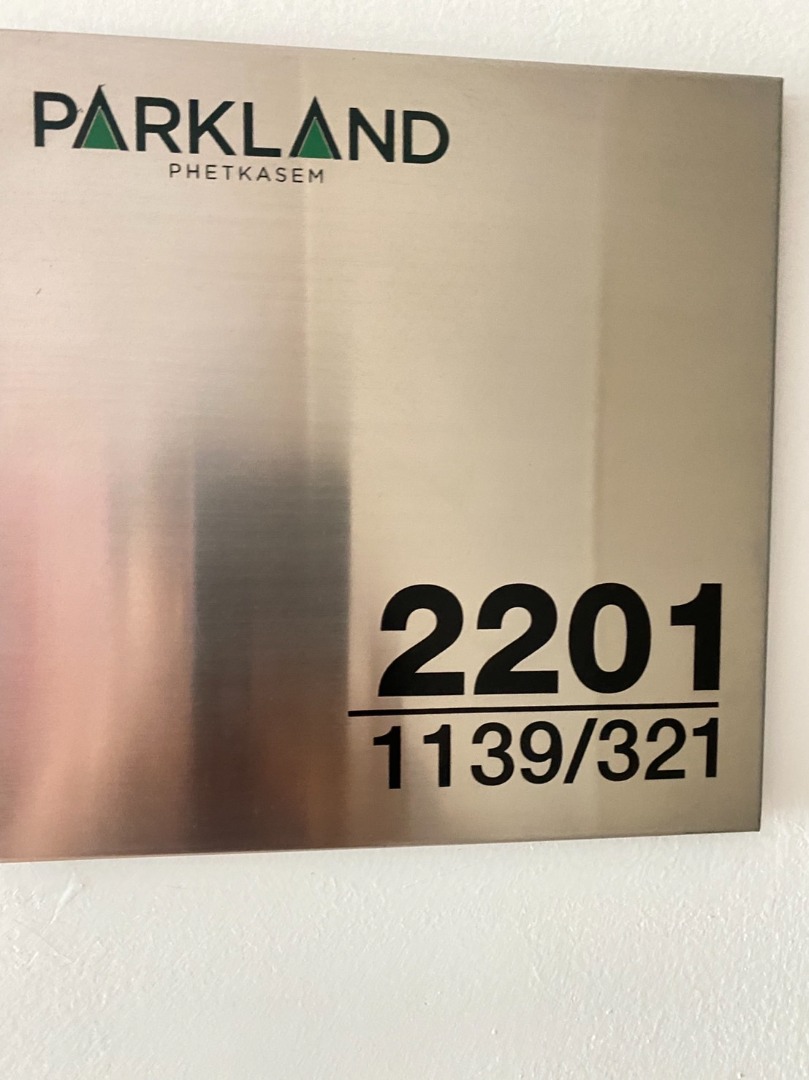 PARKLAND
PHETKASEM
2201
1139/321